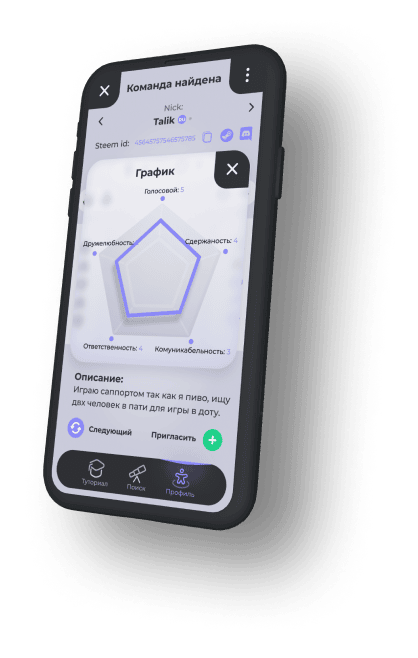 Команда найдена
Nick:
Talik
Steem id:
График
Голосовой: 5
Дружелюбность:
Сдержаность: 4
Ответственность: 4
Комуникабельность: 3
Описание:
Играю саппортом так как я пиво, ищу
двх человек в пати для игры в доту.
Следующий
Пригласить
Туториал
Поиск
Профиль